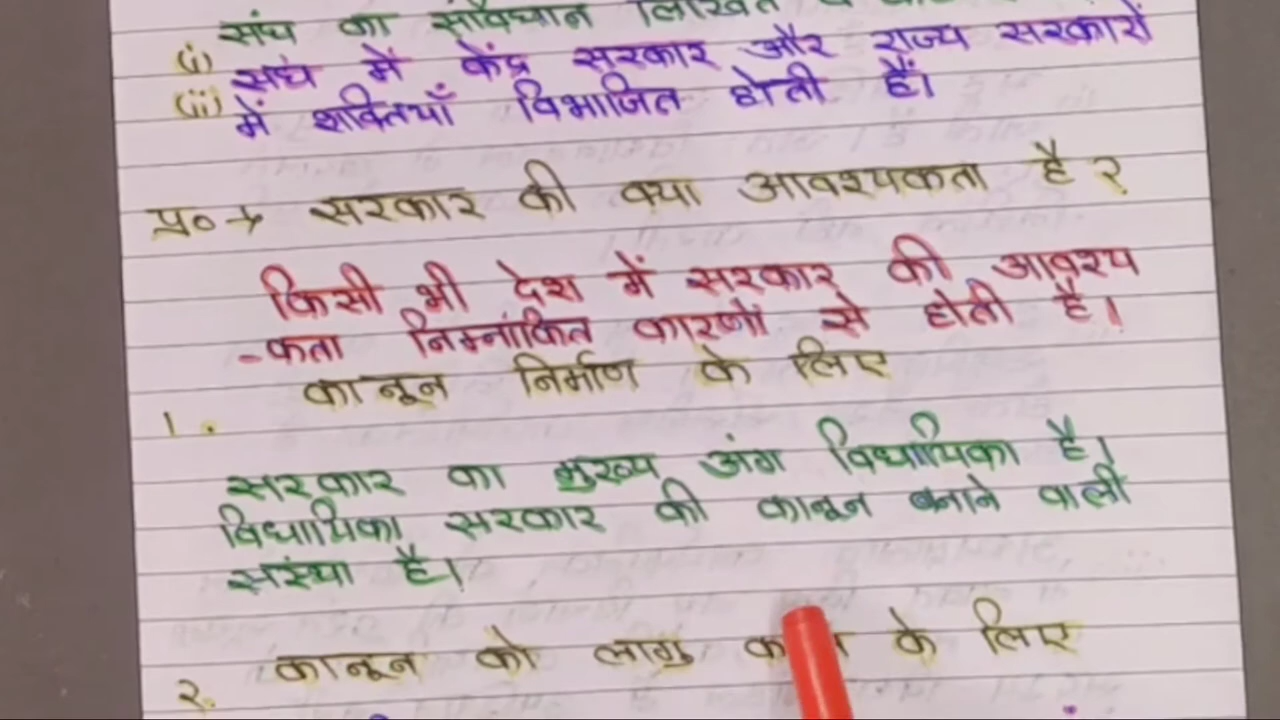 संघ का संविधान लिखित
(i) संघ में केंद्र सरकार और राज्य सरकारों
(ii) में शक्तियाँ विभाजित होती हैं।
प्र०→ सरकार की क्या आवश्यकता है ?
किसी भी देश में सरकार की आवश्य
-कता निम्नांकित कारणों से होती है।
कानून निर्माण के लिए
1.
सरकार का मुख्य अंग विधायिका है।
विधायिका सरकार की कानून बनाने वाली
संस्था है।
कानून को लागु के लिए
2.